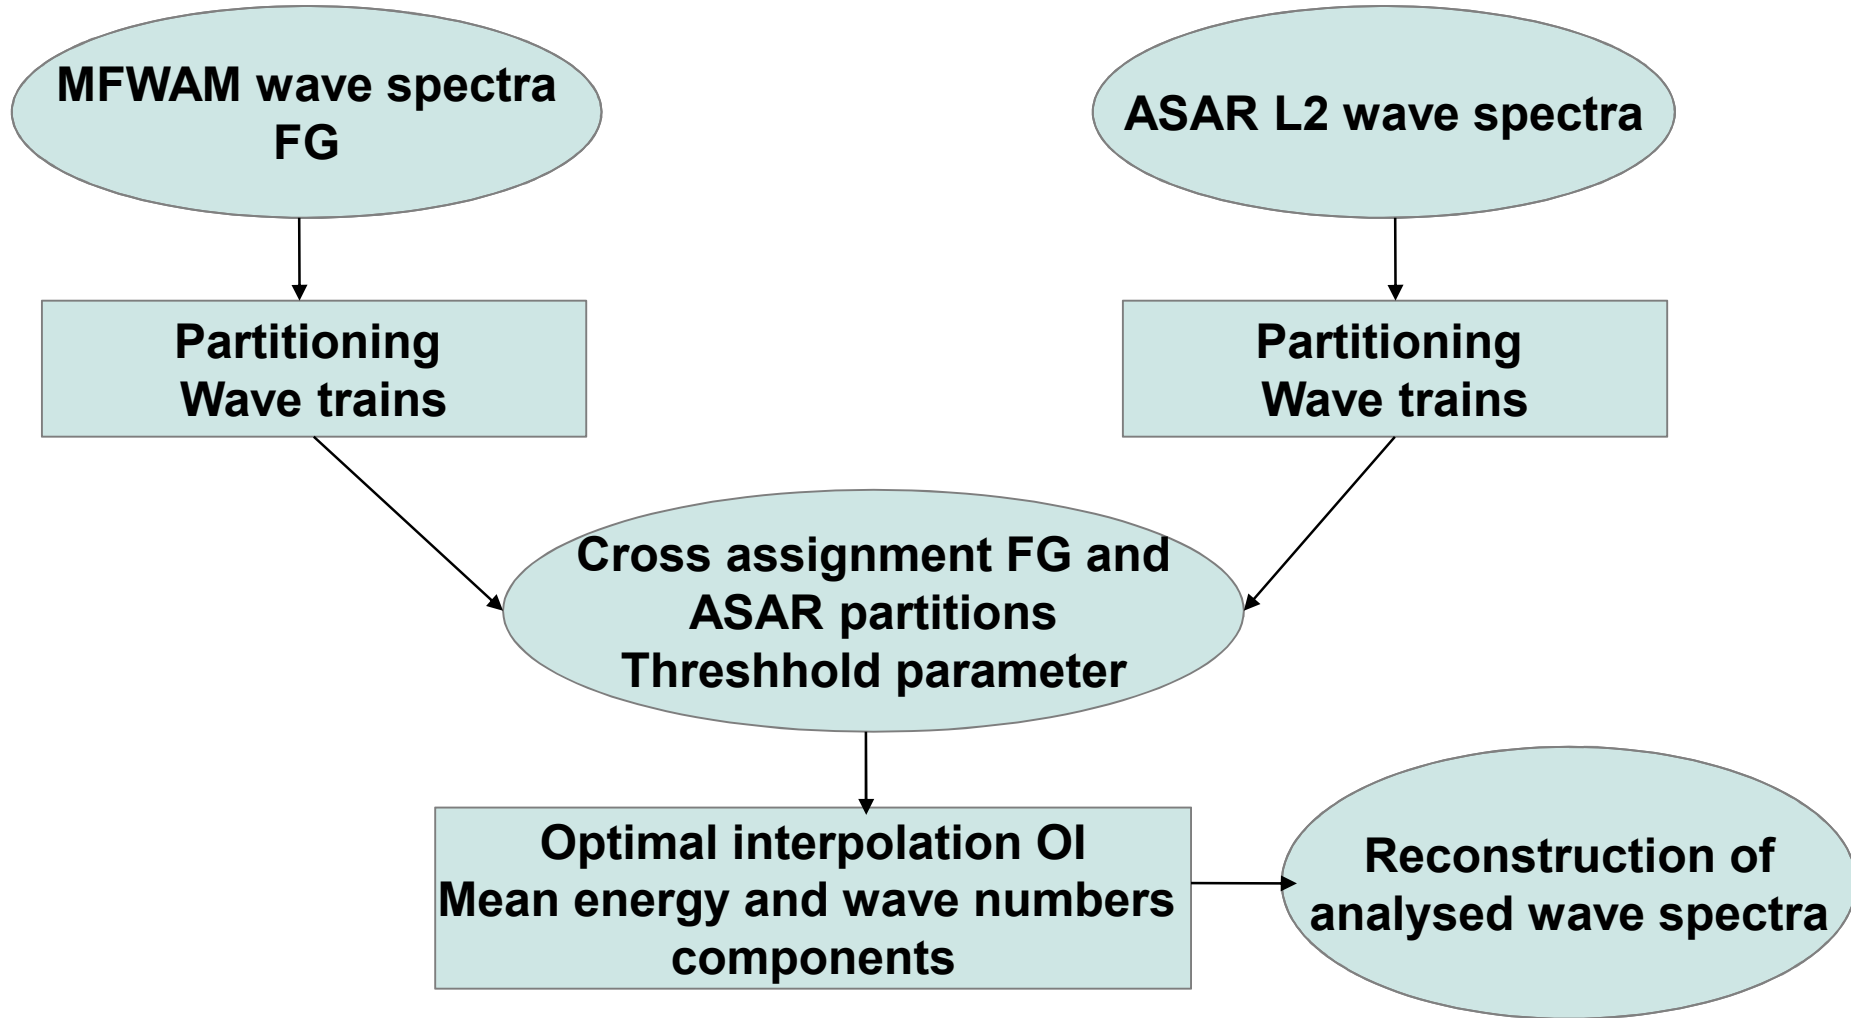 MFWAM wave spectra
FG
ASAR L2 wave spectra
Partitioning
Wave trains
Partitioning
Wave trains
Cross assignment FG and
ASAR partitions
Threshhold parameter
Optimal interpolation OI
Mean energy and wave numbers
components
Reconstruction of
analysed wave spectra